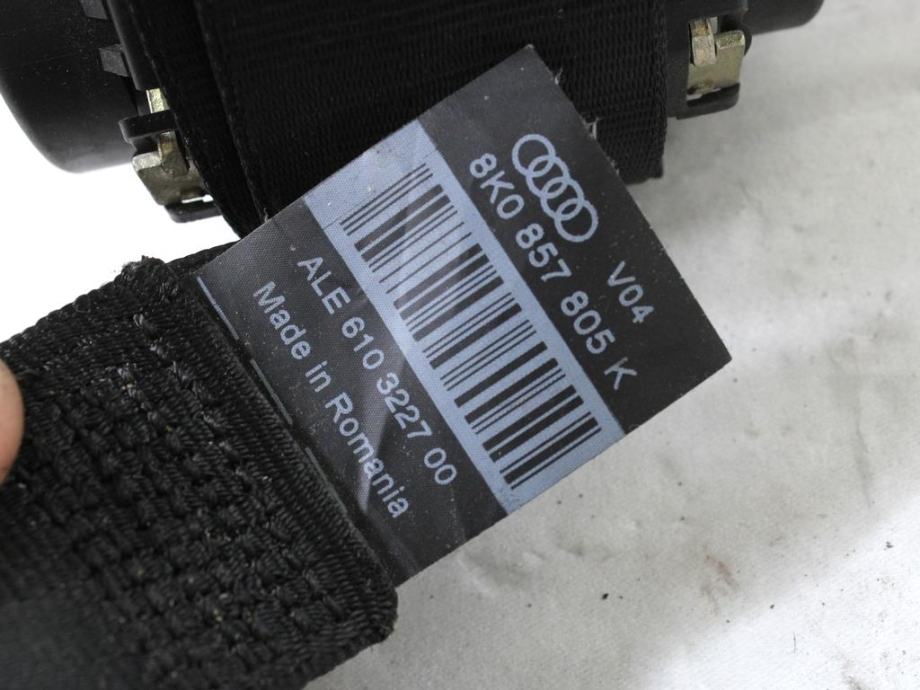 8K0 857 805 K
V04
ALE 610 3227 00
Made in Romania